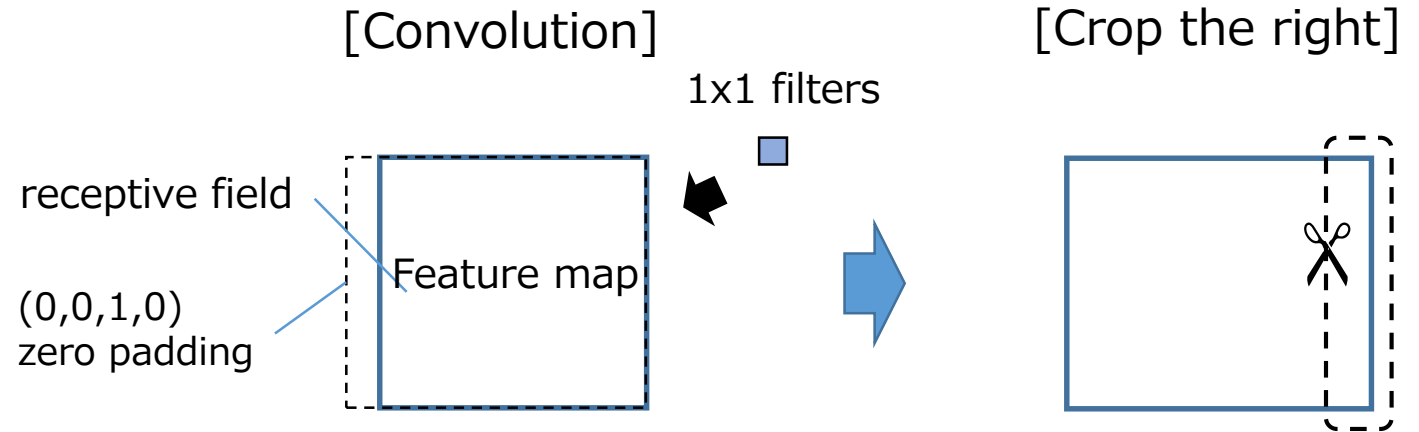 [Convolution]
[Crop the right]
1x1 filters
receptive field
Feature map
(0,0,1,0)
zero padding